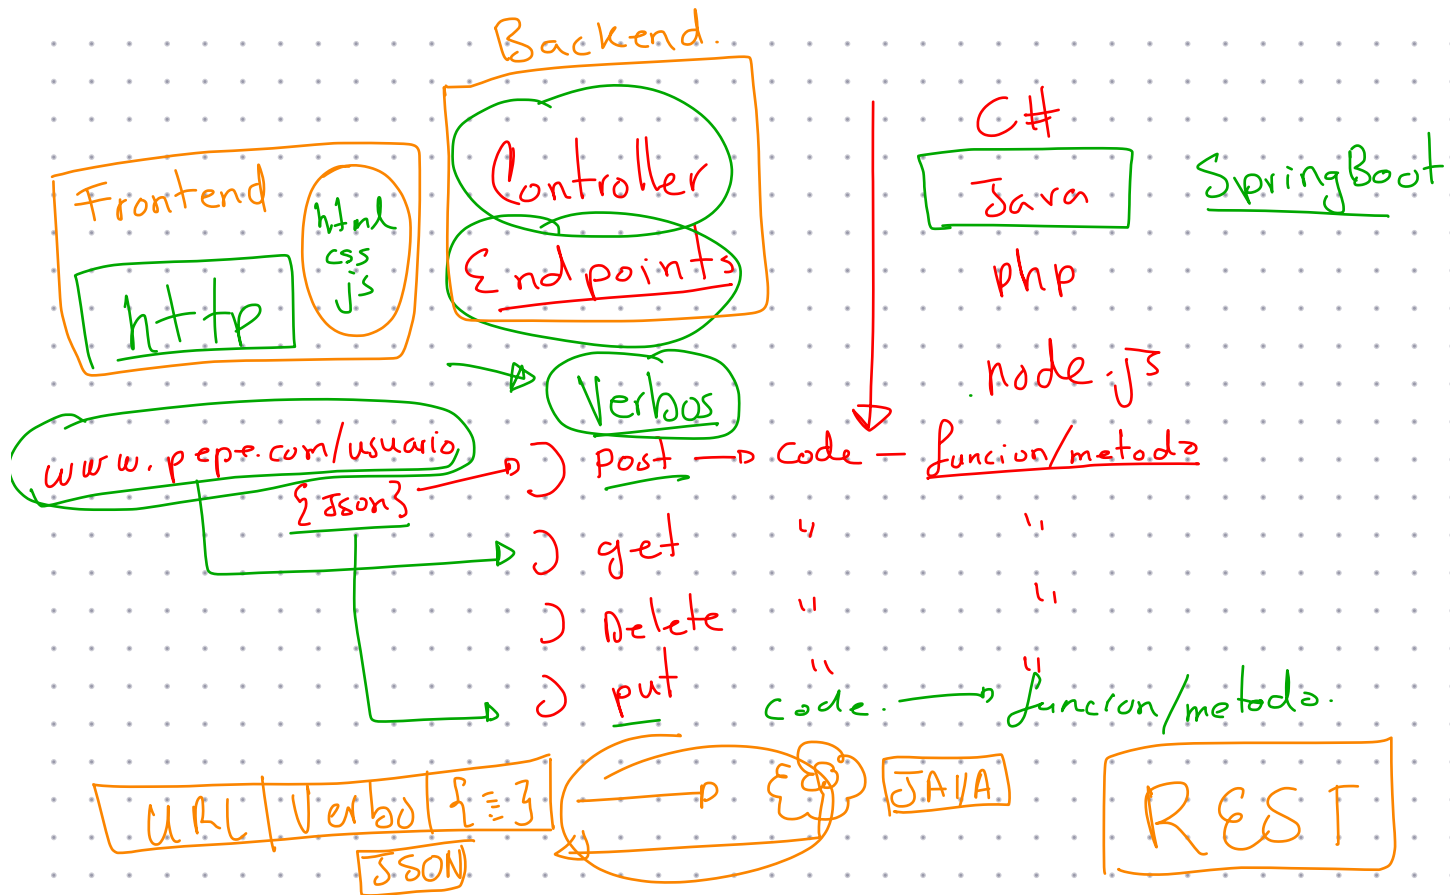 Backend.
Frontend
html
css
js
http
Controller
Endpoints
C#
Java
SpringBoot
php
node.js
Verbos
www.pepe.com/usuario
{Json}
) Post → code – funcion/metodo
) get " "
) Delete " "
) put " "
code. → funcion/metodo.
URL | Verbo | { }
JSON
JAVA
REST